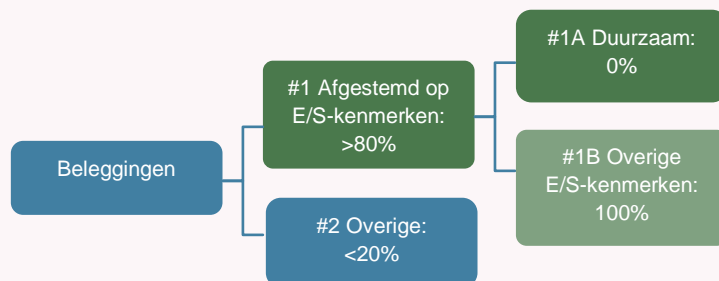 Beleggingen
#1 Afgestemd op
E/S-kenmerken:
>80%
#2 Overige:
<20%
#1A Duurzaam:
0%
#1B Overige
E/S-kenmerken:
100%